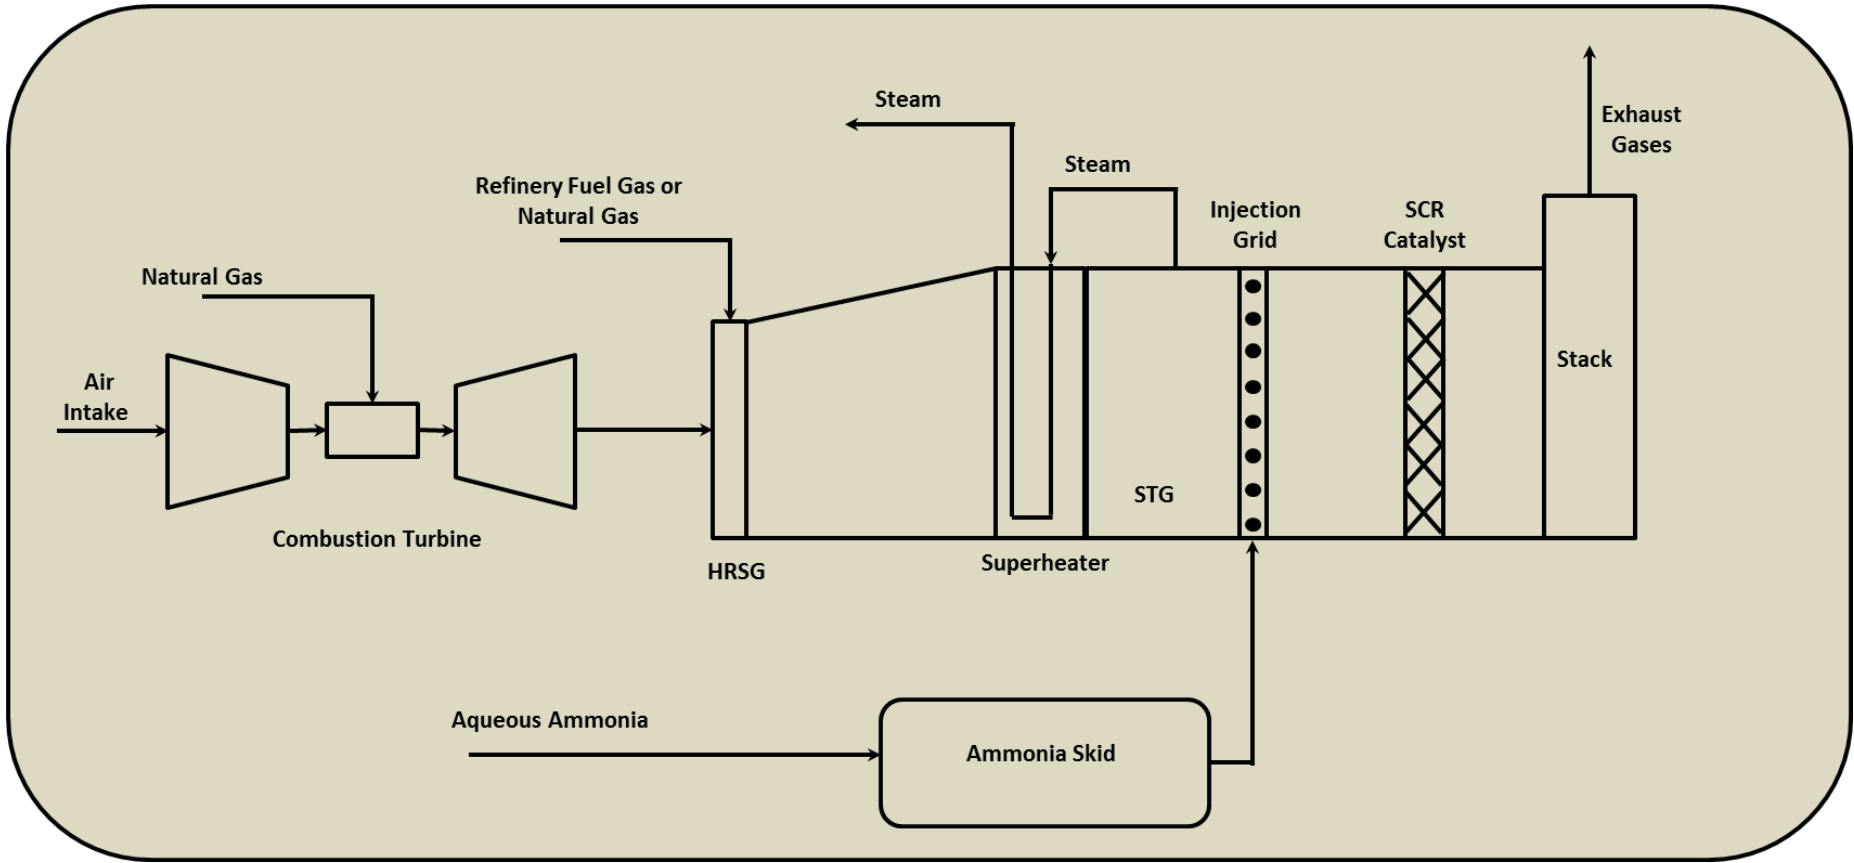 Steam
Exhaust
Gases
Steam
Refinery Fuel Gas or
Natural Gas
Injection
Grid
SCR
Catalyst
Natural Gas
Air
Intake
Stack
STG
Combustion Turbine
Superheater
HRSG
Aqueous Ammonia
Ammonia Skid